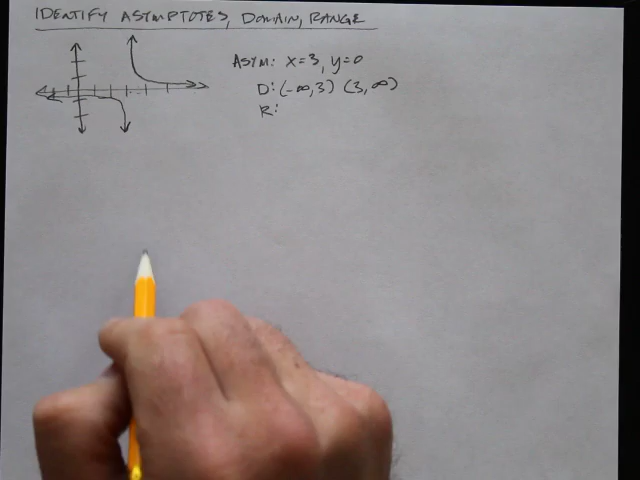 IDENTIFY ASYMPTOTES, DOMAIN, RANGE
ASYM: x=3, y=0
D: (-∞,3) (3,∞)
R: